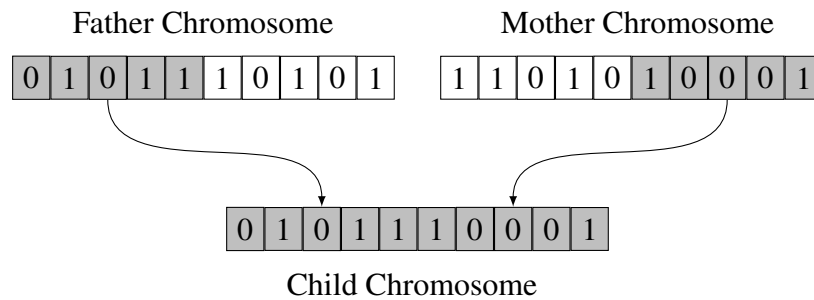 Father Chromosome Mother Chromosome
0 1 0 1 1 1 0 1 0 1 1 1 0 1 0 1 0 0 0 1
0 1 0 1 1 1 0 0 0 1
Child Chromosome